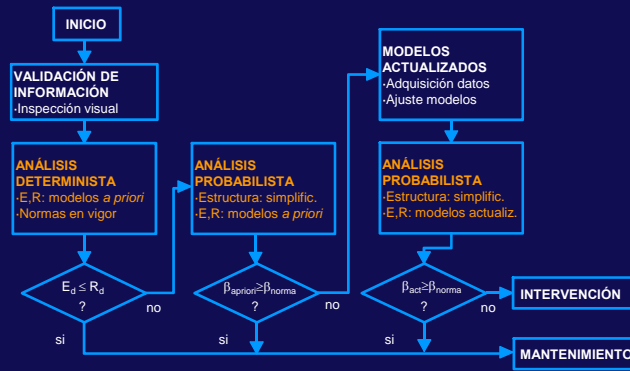 INICIO
VALIDACIÓN DE
INFORMACIÓN
·Inspección visual
ANÁLISIS
DETERMINISTA
·E,R: modelos a priori
·Normas en vigor
Ed ≤ Rd
?
no
si
ANÁLISIS
PROBABILISTA
·Estructura: simplific.
·E,R: modelos a priori
βapriori≥βnorma
?
no
si
MODELOS
ACTUALIZADOS
·Adquisición datos
·Ajuste modelos
ANÁLISIS
PROBABILISTA
·Estructura: simplific.
·E,R: modelos actualiz.
βact≥βnorma
?
no
si
INTERVENCIÓN
MANTENIMIENTO